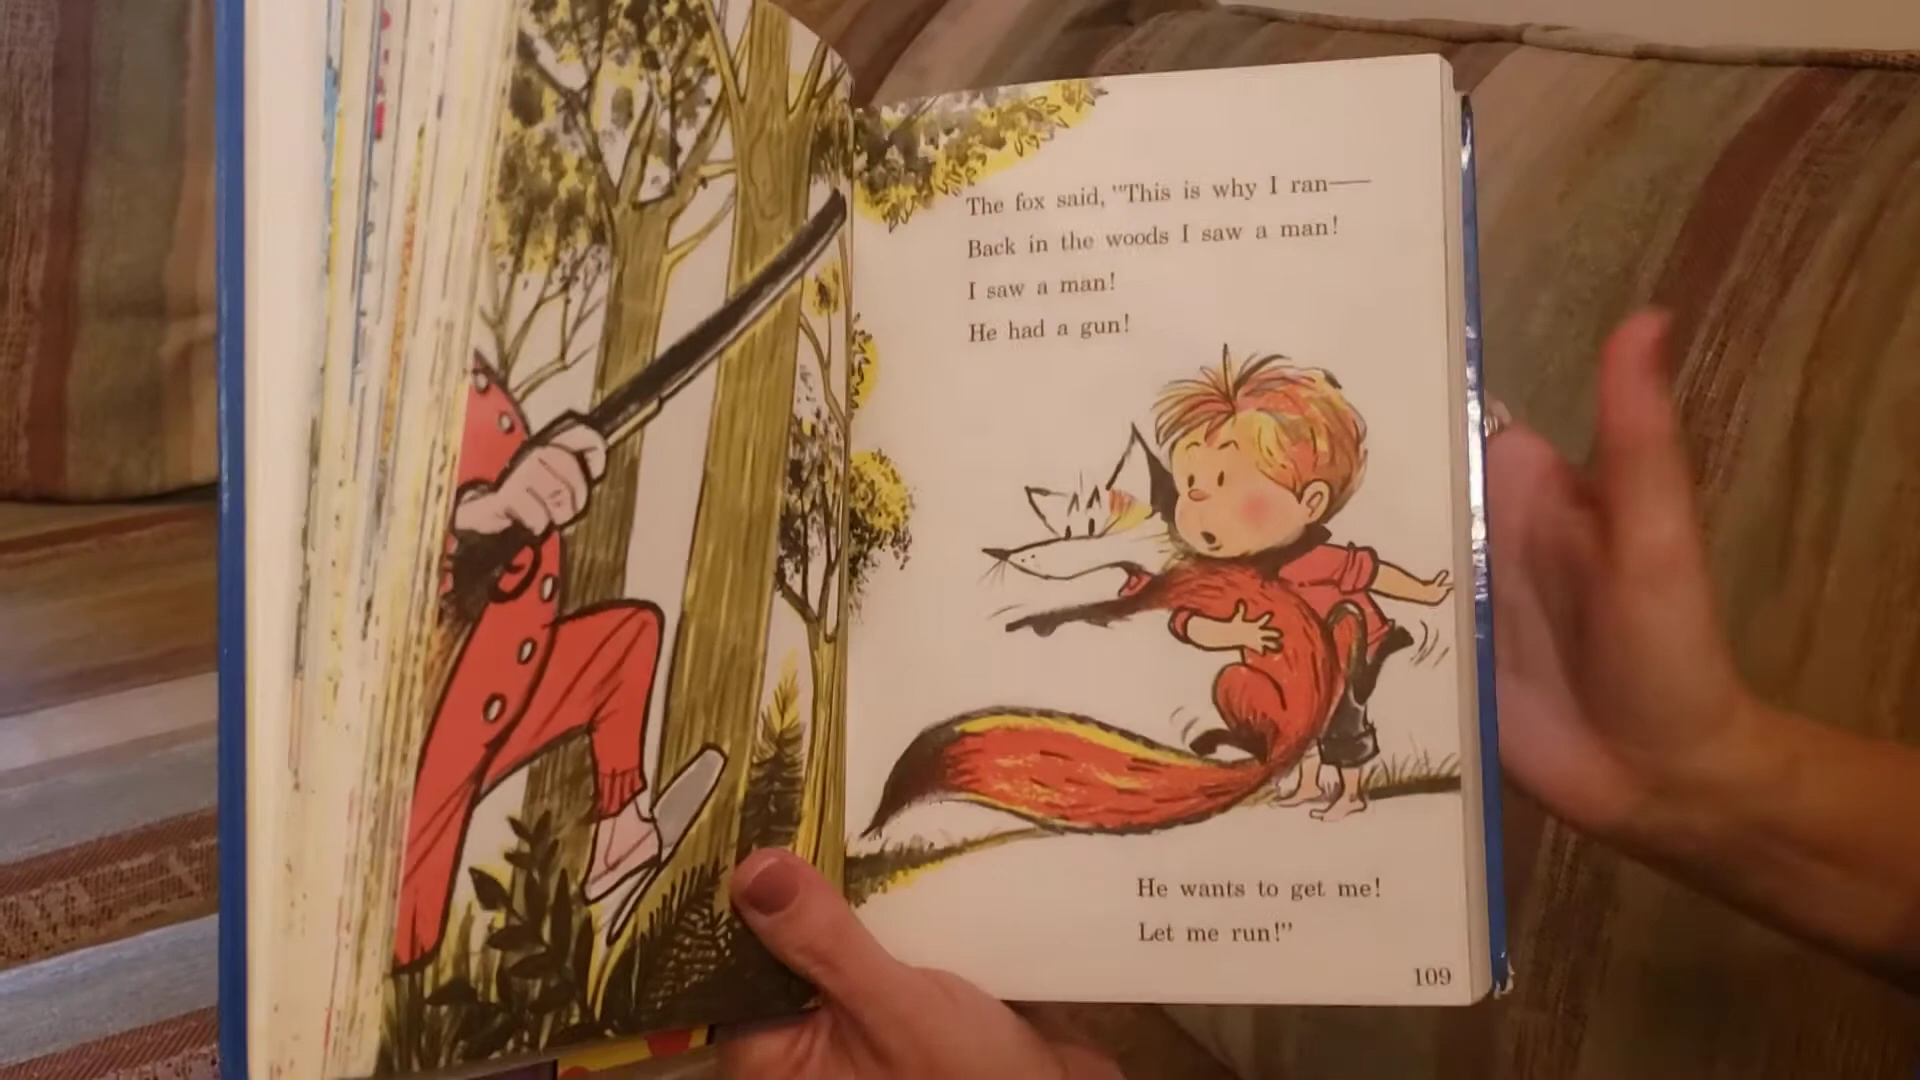 The fox said, "This is why I ran—
Back in the woods I saw a man!
I saw a man!
He had a gun!
He wants to get me!
Let me run!"
109